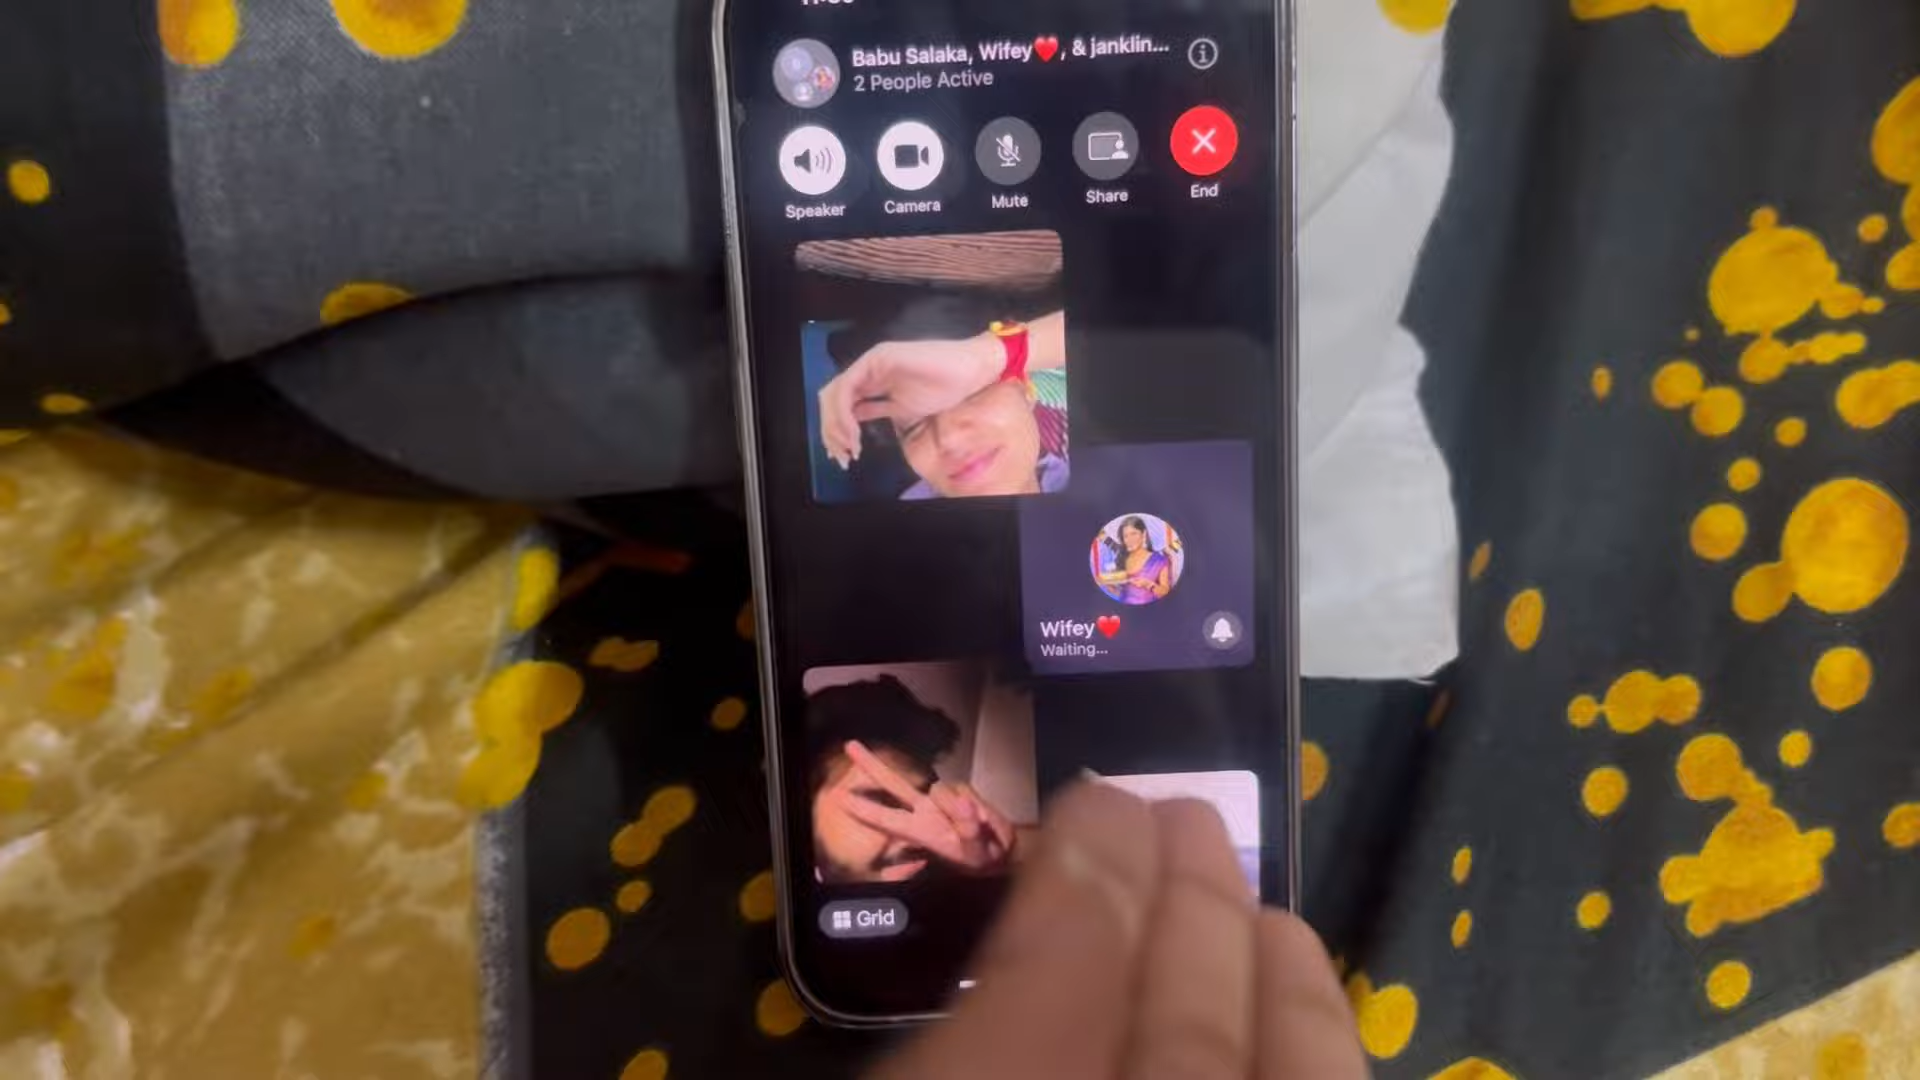 Babu Salaka, Wifey❤️, & janklin...
2 People Active
Speaker
Camera
Mute
Share
End
Wifey❤️
Waiting...
Grid